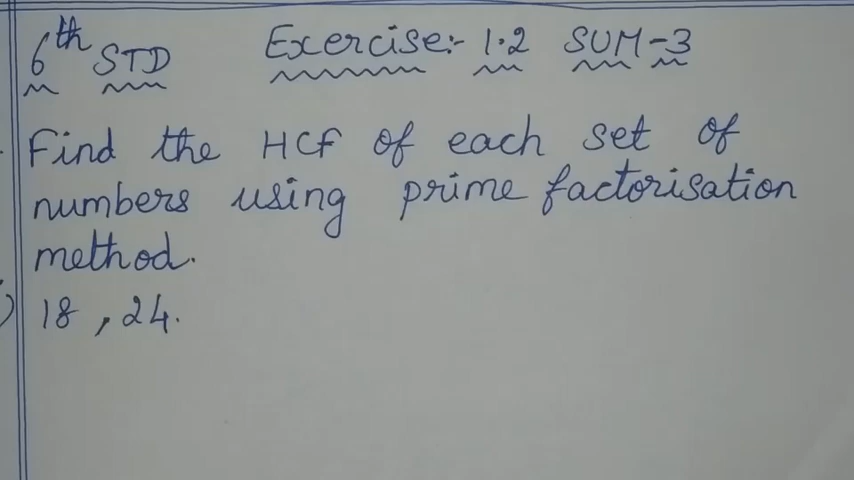 6th STD Exercise:- 1.2 SUM-3
Find the HCF of each set of
numbers using prime factorisation
method.
) 18, 24.